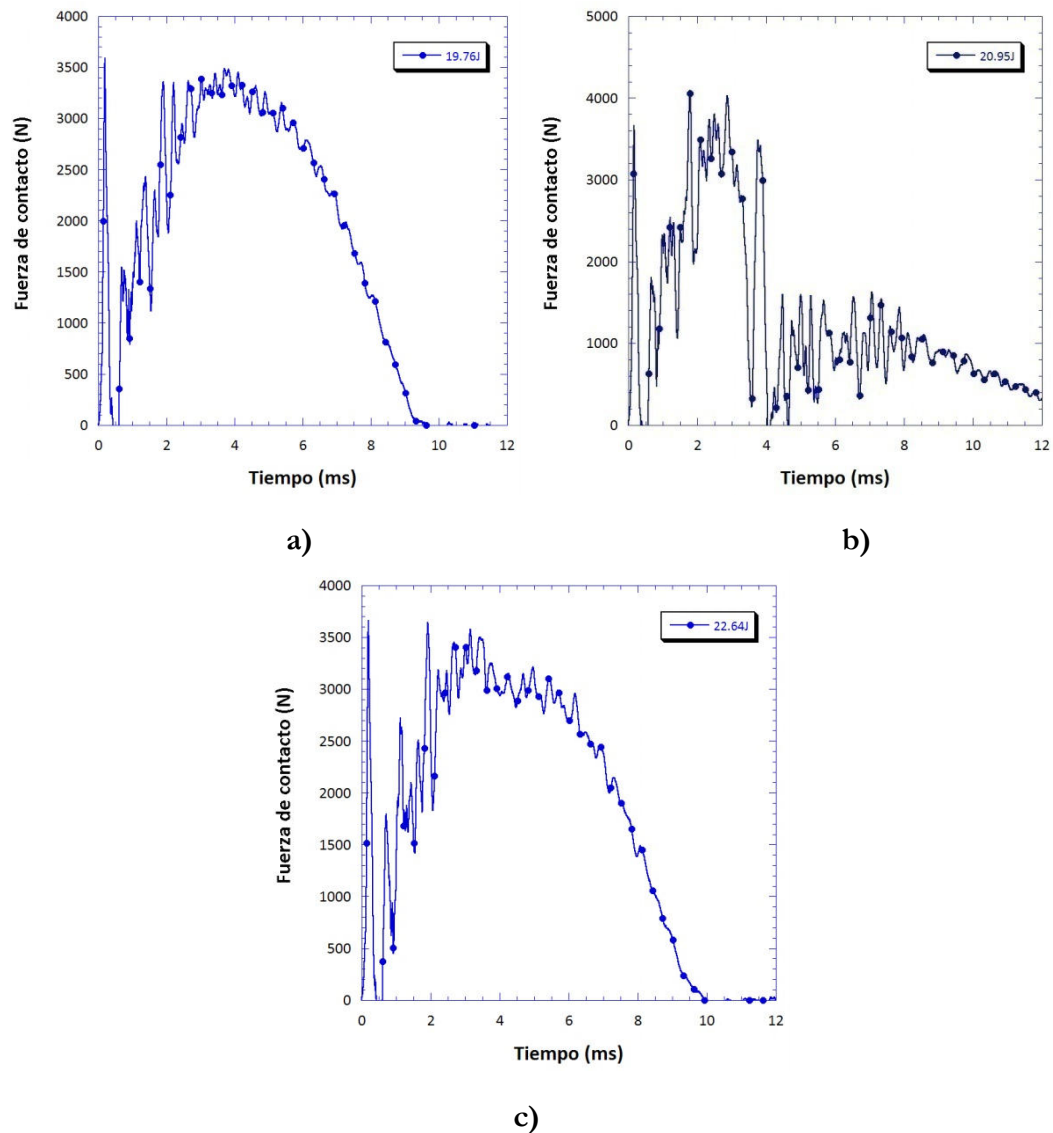 4000
3500
3000
2500
2000
1500
1000
500
0
Fuerza de contacto (N)
19.76J
0 2 4 6 8 10 12
Tiempo (ms)
a)
5000
4000
3000
2000
1000
0
Fuerza de contacto (N)
20.95J
0 2 4 6 8 10 12
Tiempo (ms)
b)
4000
3500
3000
2500
2000
1500
1000
500
0
Fuerza de contacto (N)
22.64J
0 2 4 6 8 10 12
Tiempo (ms)
c)